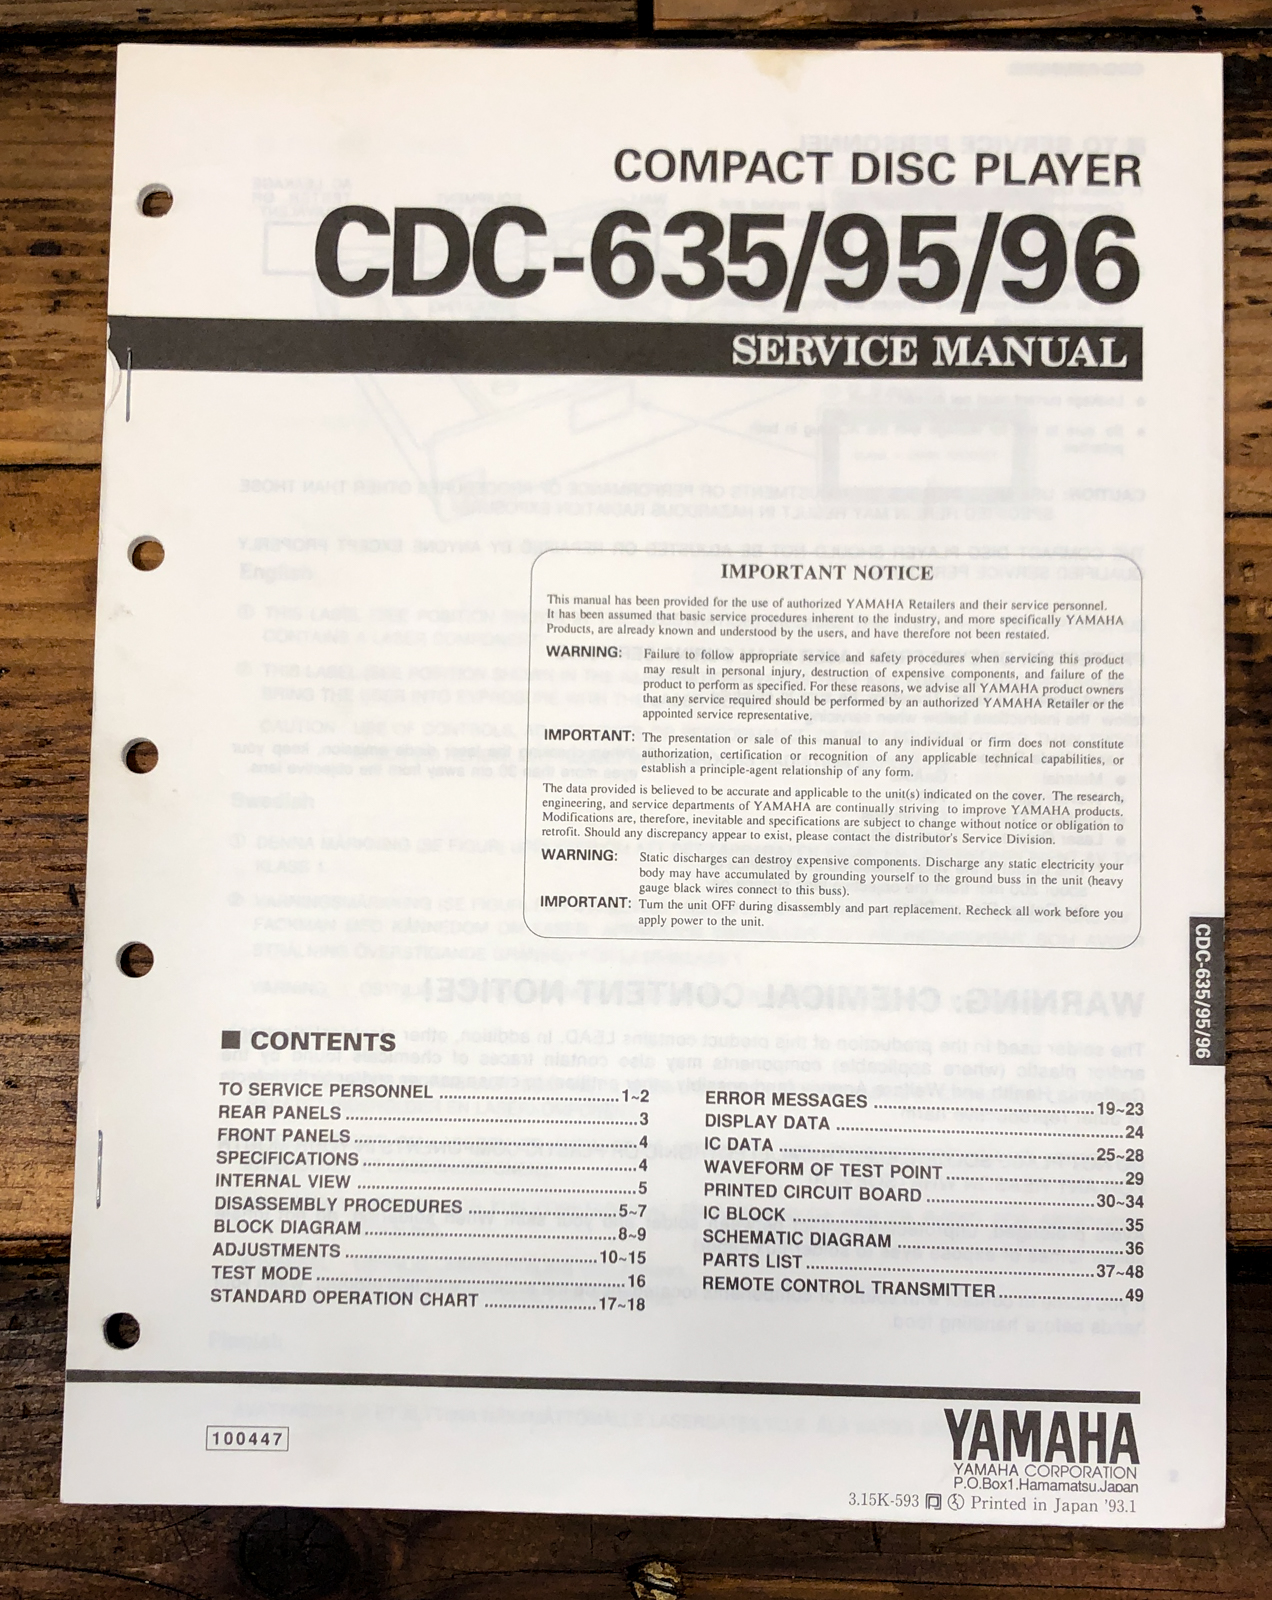 COMPACT DISC PLAYER
CDC-635/95/96
SERVICE MANUAL
IMPORTANT NOTICE
This manual has been provided for the use of authorized YAMAHA Retailers and their service personnel.
It has been assumed that basic service procedures inherent to the industry, and more specifically YAMAHA
Products, are already known and understood by the users, and have therefore not been restated.
WARNING: Failure to follow appropriate service and safety procedures when servicing this product
may result in personal injury, destruction of expensive components, and failure of the
product to perform as specified. For these reasons, we advise all YAMAHA product owners
that any service required should be performed by an authorized YAMAHA Retailer or the
appointed service representative.
IMPORTANT: The presentation or sale of this manual to any individual or firm does not constitute
authorization, certification or recognition of any applicable technical capabilities, or
establish a principle-agent relationship of any form.
The data provided is believed to be accurate and applicable to the unit(s) indicated on the cover. The research,
engineering, and service departments of YAMAHA are continually striving to improve YAMAHA products.
Modifications are, therefore, inevitable and specifications are subject to change without notice or obligation to
retrofit. Should any discrepancy appear to exist, please contact the distributor's Service Division.
WARNING: Static discharges can destroy expensive components. Discharge any static electricity your
body may have accumulated by grounding yourself to the ground buss in the unit (heavy
gauge black wires connect to this buss).
IMPORTANT: Turn the unit OFF during disassembly and part replacement. Recheck all work before you
apply power to the unit.
CDC-635/95/96
■ CONTENTS
TO SERVICE PERSONNEL ........ 1~2
REAR PANELS ........ 3
FRONT PANELS ........ 4
SPECIFICATIONS ........ 4
INTERNAL VIEW ........ 5
DISASSEMBLY PROCEDURES ........ 5~7
BLOCK DIAGRAM ........ 8~9
ADJUSTMENTS ........ 10~15
TEST MODE ........ 16
STANDARD OPERATION CHART ........ 17~18
ERROR MESSAGES ........ 19~23
DISPLAY DATA ........ 24
IC DATA ........ 25~28
WAVEFORM OF TEST POINT ........ 29
PRINTED CIRCUIT BOARD ........ 30~34
IC BLOCK ........ 35
SCHEMATIC DIAGRAM ........ 36
PARTS LIST ........ 37~48
REMOTE CONTROL TRANSMITTER ........ 49
100447
YAMAHA
YAMAHA CORPORATION
P.O.Box1.Hamamatsu.Japan
3.15K-593 Printed in Japan '93.1